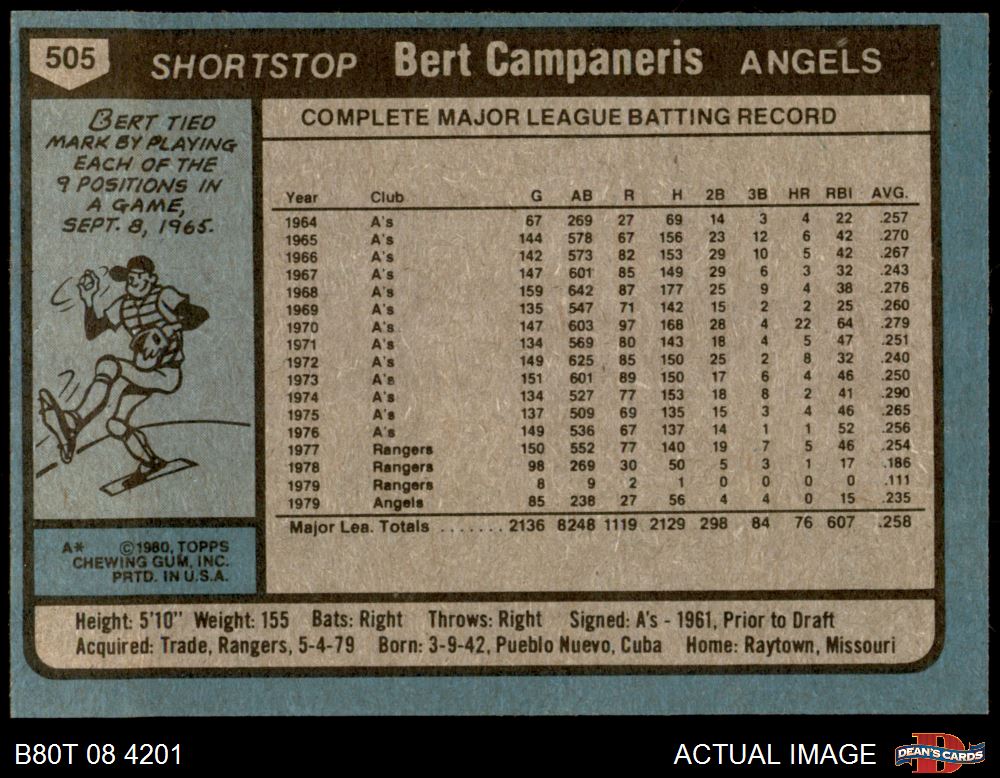 505 SHORTSTOP Bert Campaneris ANGELS
BERT TIED
MARK BY PLAYING
EACH OF THE
9 POSITIONS IN
A GAME,
SEPT. 8, 1965.
COMPLETE MAJOR LEAGUE BATTING RECORD
Year Club G AB R H 2B 3B HR RBI AVG.
1964 A's 67 269 27 69 14 3 4 22 .257
1965 A's 144 578 67 156 23 12 6 42 .270
1966 A's 142 573 82 153 29 10 5 42 .267
1967 A's 147 601 85 149 29 6 3 32 .243
1968 A's 159 642 87 177 25 9 4 38 .276
1969 A's 135 547 71 142 15 2 2 25 .260
1970 A's 147 603 97 168 28 4 22 64 .279
1971 A's 134 569 80 143 18 4 5 47 .251
1972 A's 149 625 85 150 25 2 8 32 .240
1973 A's 151 601 89 150 17 6 4 46 .250
1974 A's 134 527 77 153 18 8 2 41 .290
1975 A's 137 509 69 135 15 3 4 46 .265
1976 A's 149 536 67 137 14 1 1 52 .256
1977 Rangers 150 552 77 140 19 7 5 46 .254
1978 Rangers 98 269 30 50 5 3 1 17 .186
1979 Rangers 8 9 2 1 0 0 0 0 .111
1979 Angels 85 238 27 56 4 4 0 15 .235
Major Lea. Totals ....... 2136 8248 1119 2129 298 84 76 607 .258
A* ©1980, TOPPS
CHEWING GUM, INC.
PRTD. IN U.S.A.
Height: 5'10" Weight: 155 Bats: Right Throws: Right Signed: A's - 1961, Prior to Draft
Acquired: Trade, Rangers, 5-4-79 Born: 3-9-42, Pueblo Nuevo, Cuba Home: Raytown, Missouri
B80T 08 4201 ACTUAL IMAGE D DEAN'S CARDS